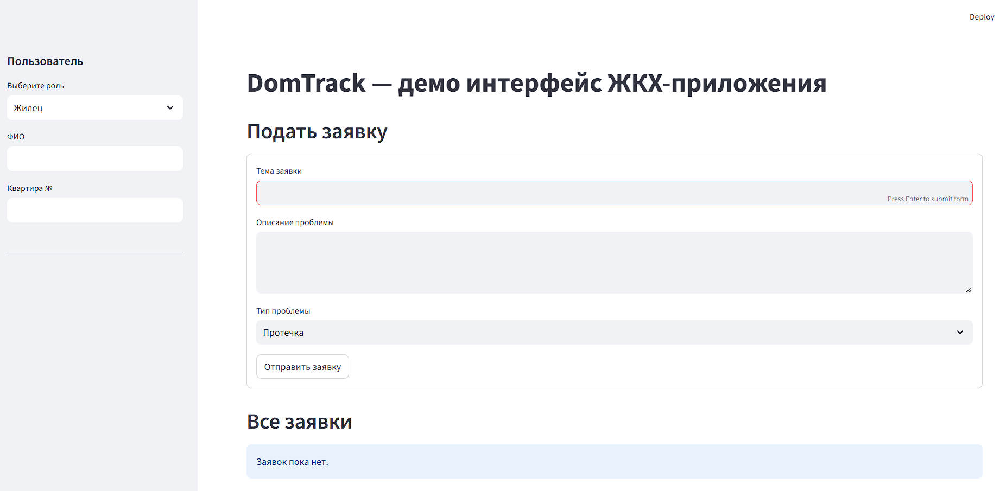 Deploy
Пользователь
Выберите роль
Жилец
ФИО
Квартира №
DomTrack — демо интерфейс ЖКХ-приложения
Подать заявку
Тема заявки
Press Enter to submit form
Описание проблемы
Тип проблемы
Протечка
Отправить заявку
Все заявки
Заявок пока нет.